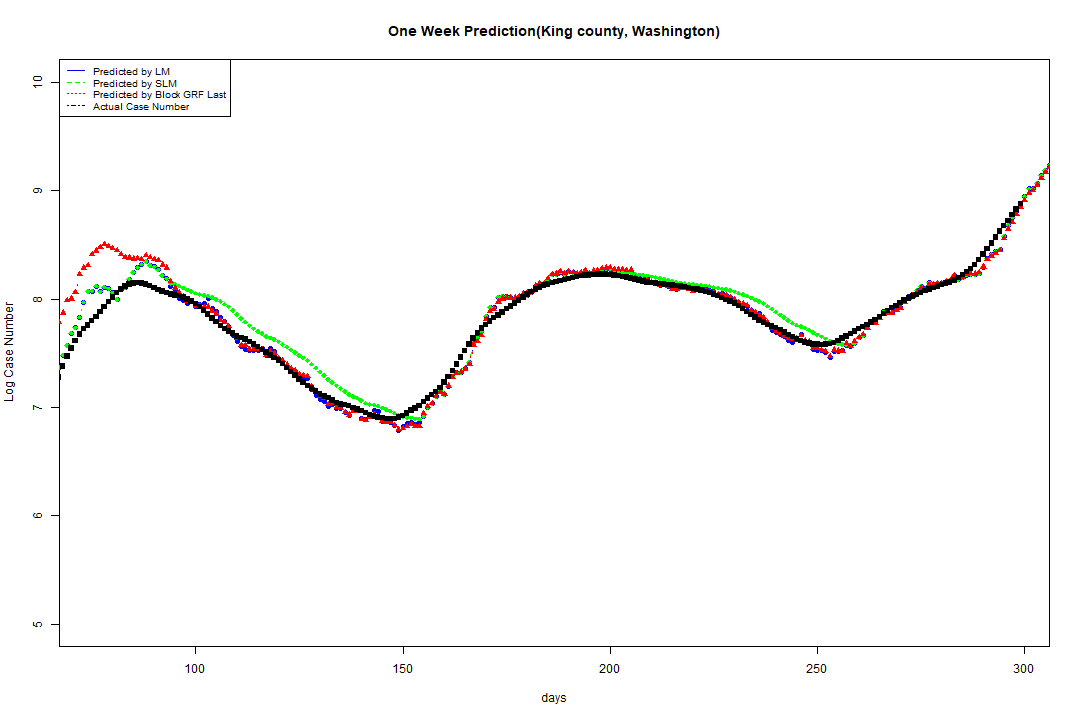 One Week Prediction(King county, Washington)
Predicted by LM
Predicted by SLM
Predicted by Block GRF Last
Actual Case Number
Log Case Number
10
9
8
7
6
5
100
150
200
250
300
days